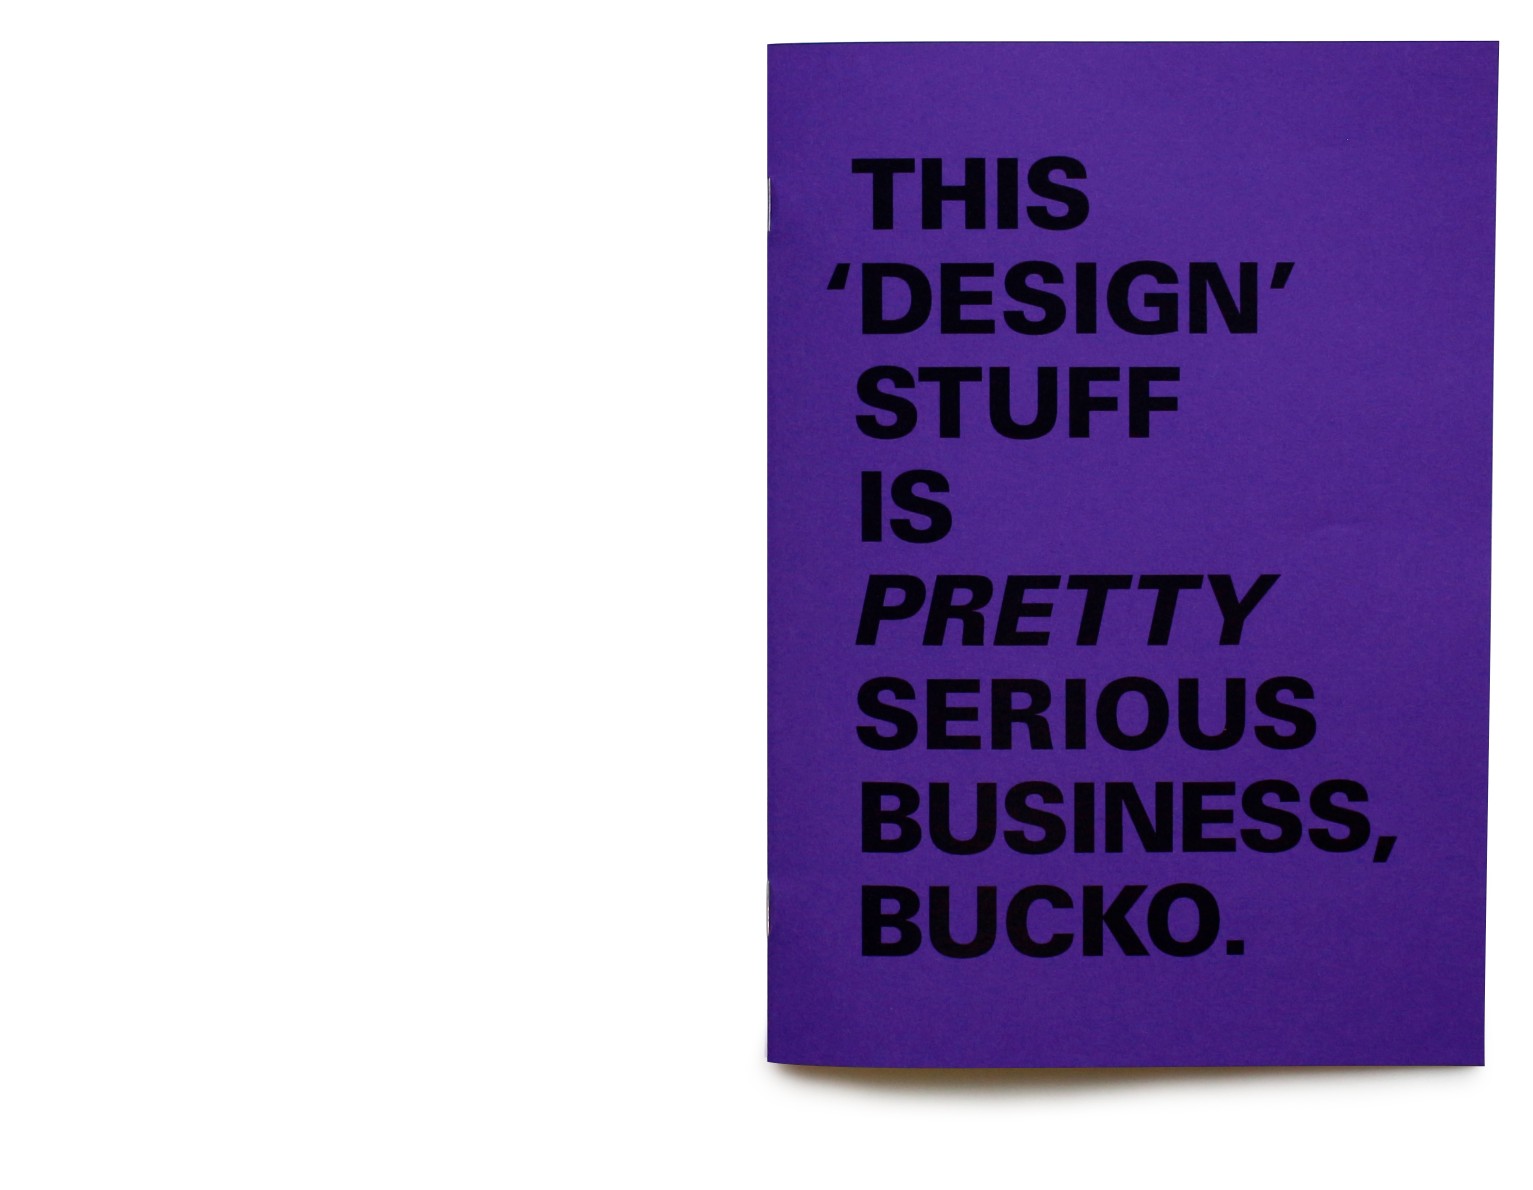 THIS
‘DESIGN’
STUFF
IS
PRETTY
SERIOUS
BUSINESS,
BUCKO.